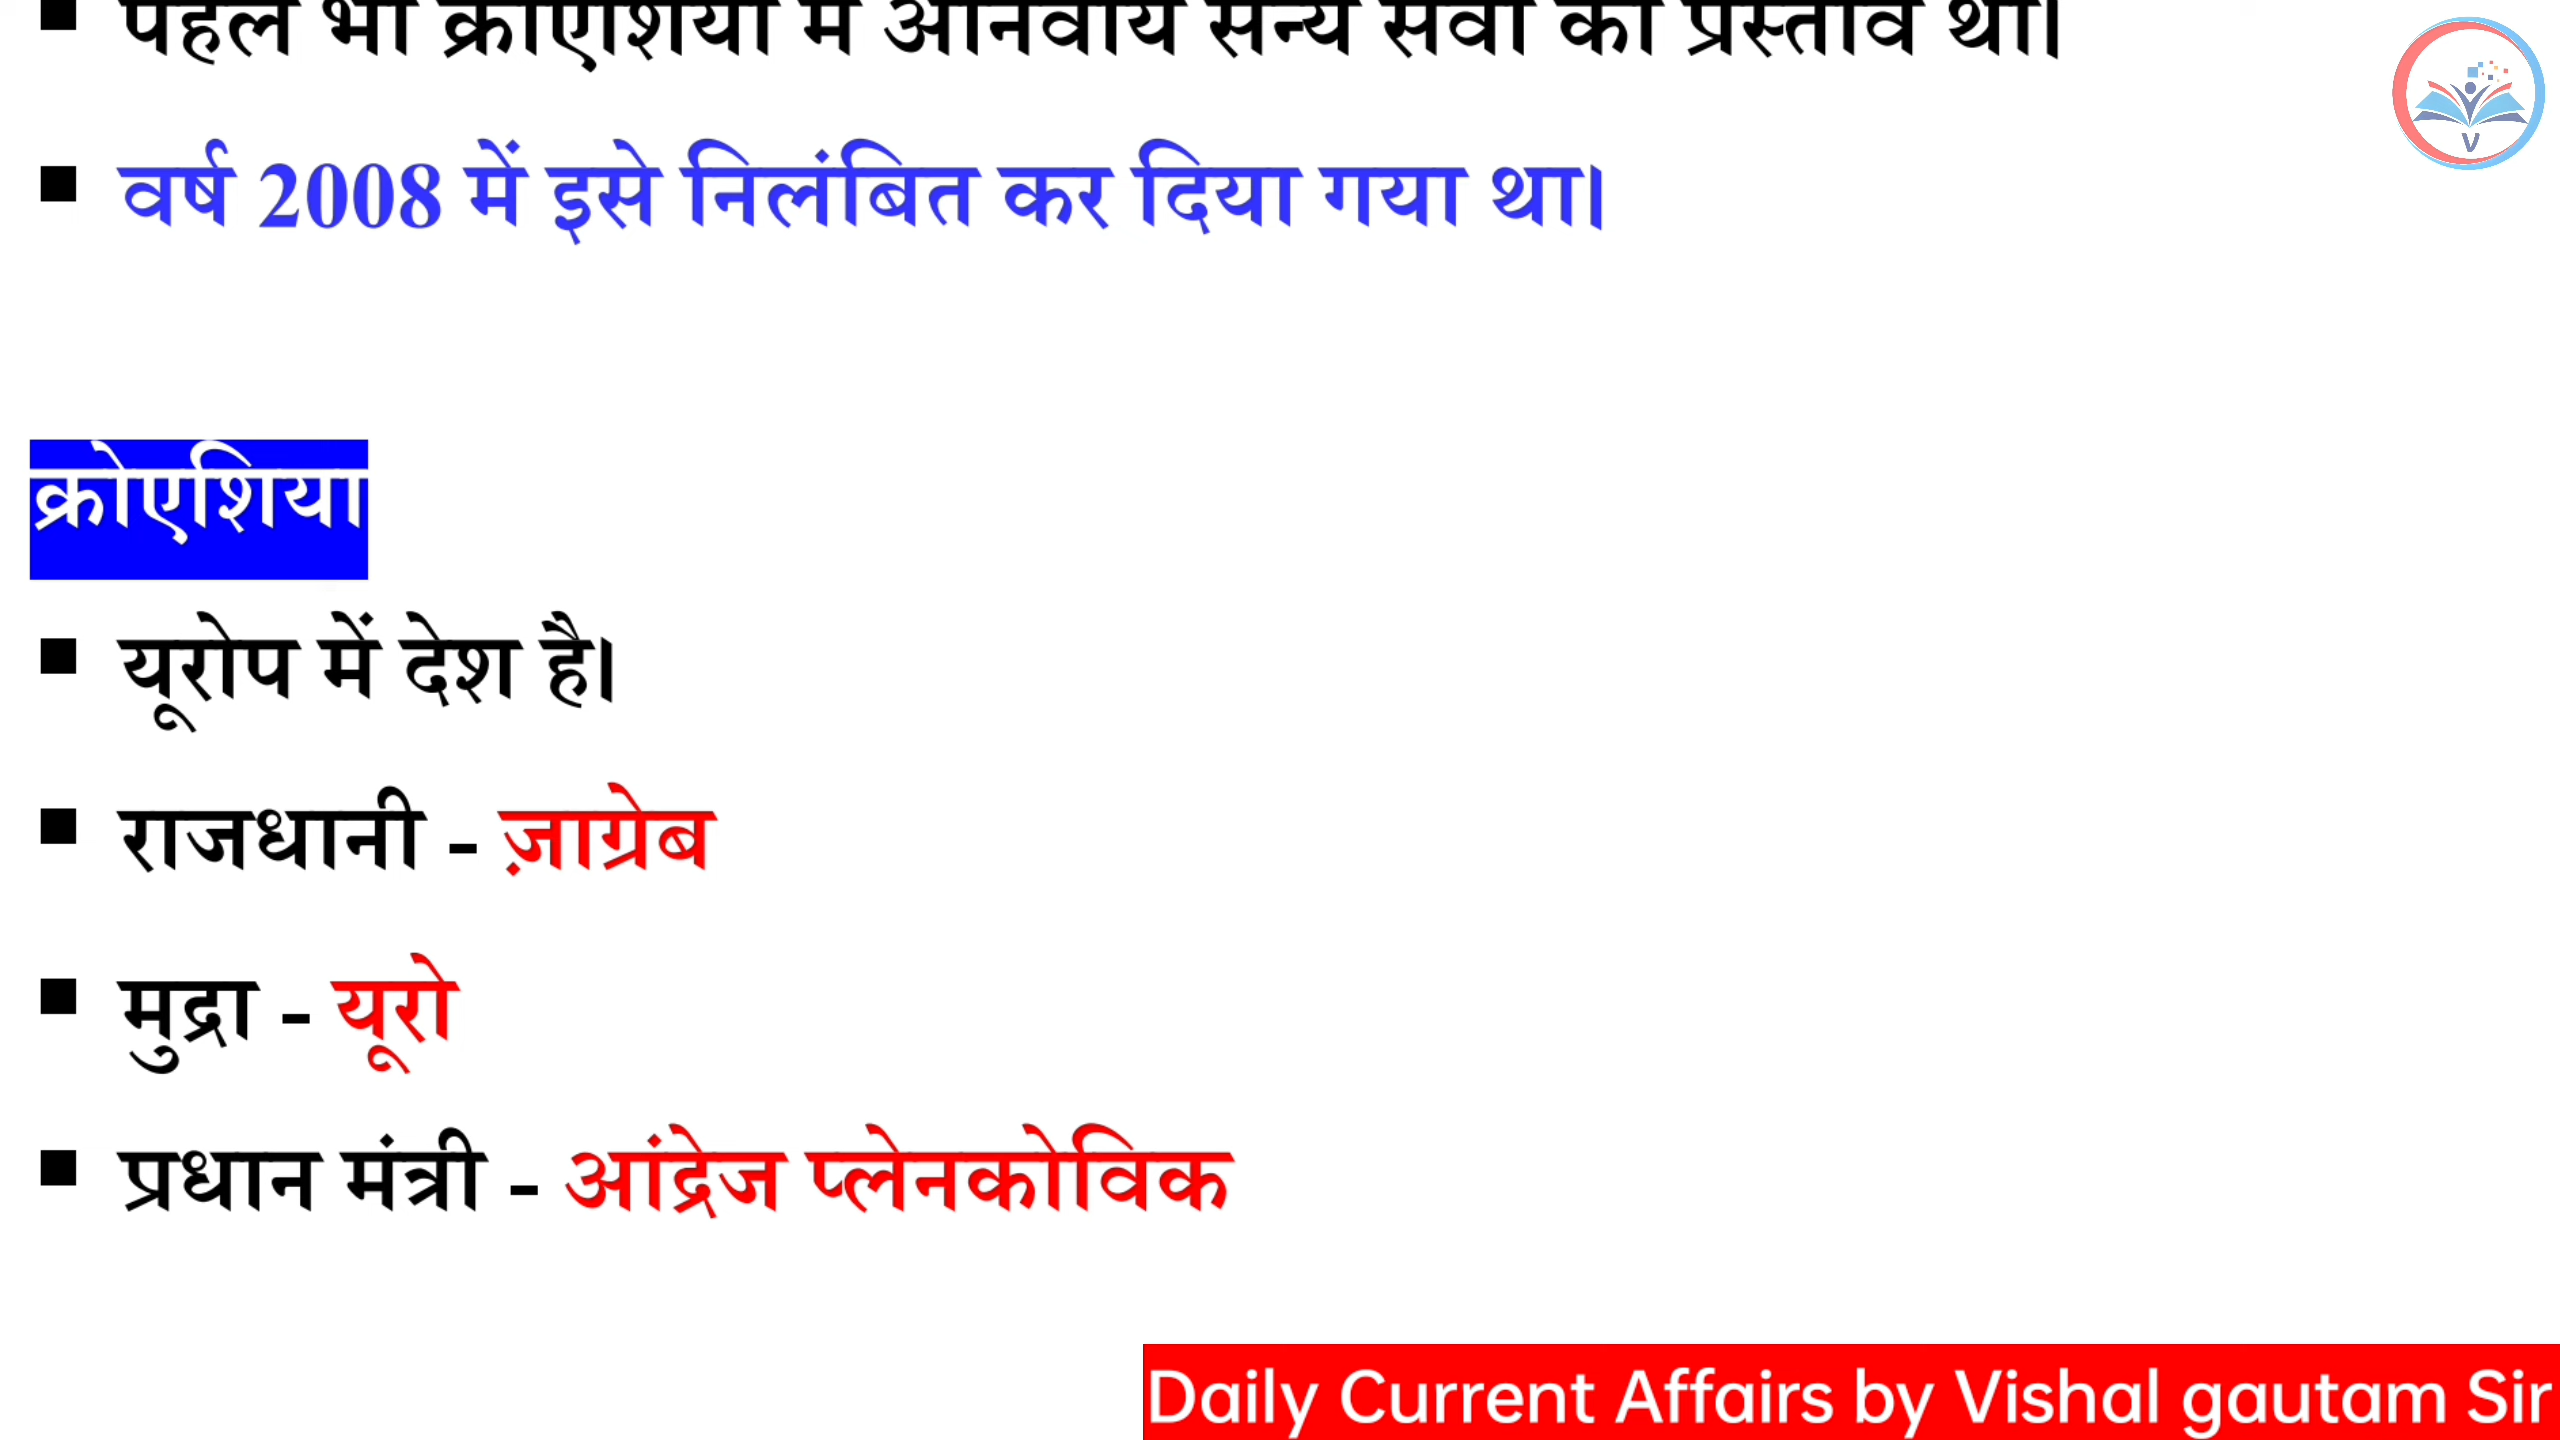 पहले भी क्रोएशिया में अनिवार्य सैन्य सेवा का प्रस्ताव था।
वर्ष 2008 में इसे निलंबित कर दिया गया था।
क्रोएशिया
यूरोप में देश है।
राजधानी - ज़ाग्रेब
मुद्रा - यूरो
प्रधान मंत्री - आंद्रेज प्लेनकोविक
Daily Current Affairs by Vishal gautam Sir